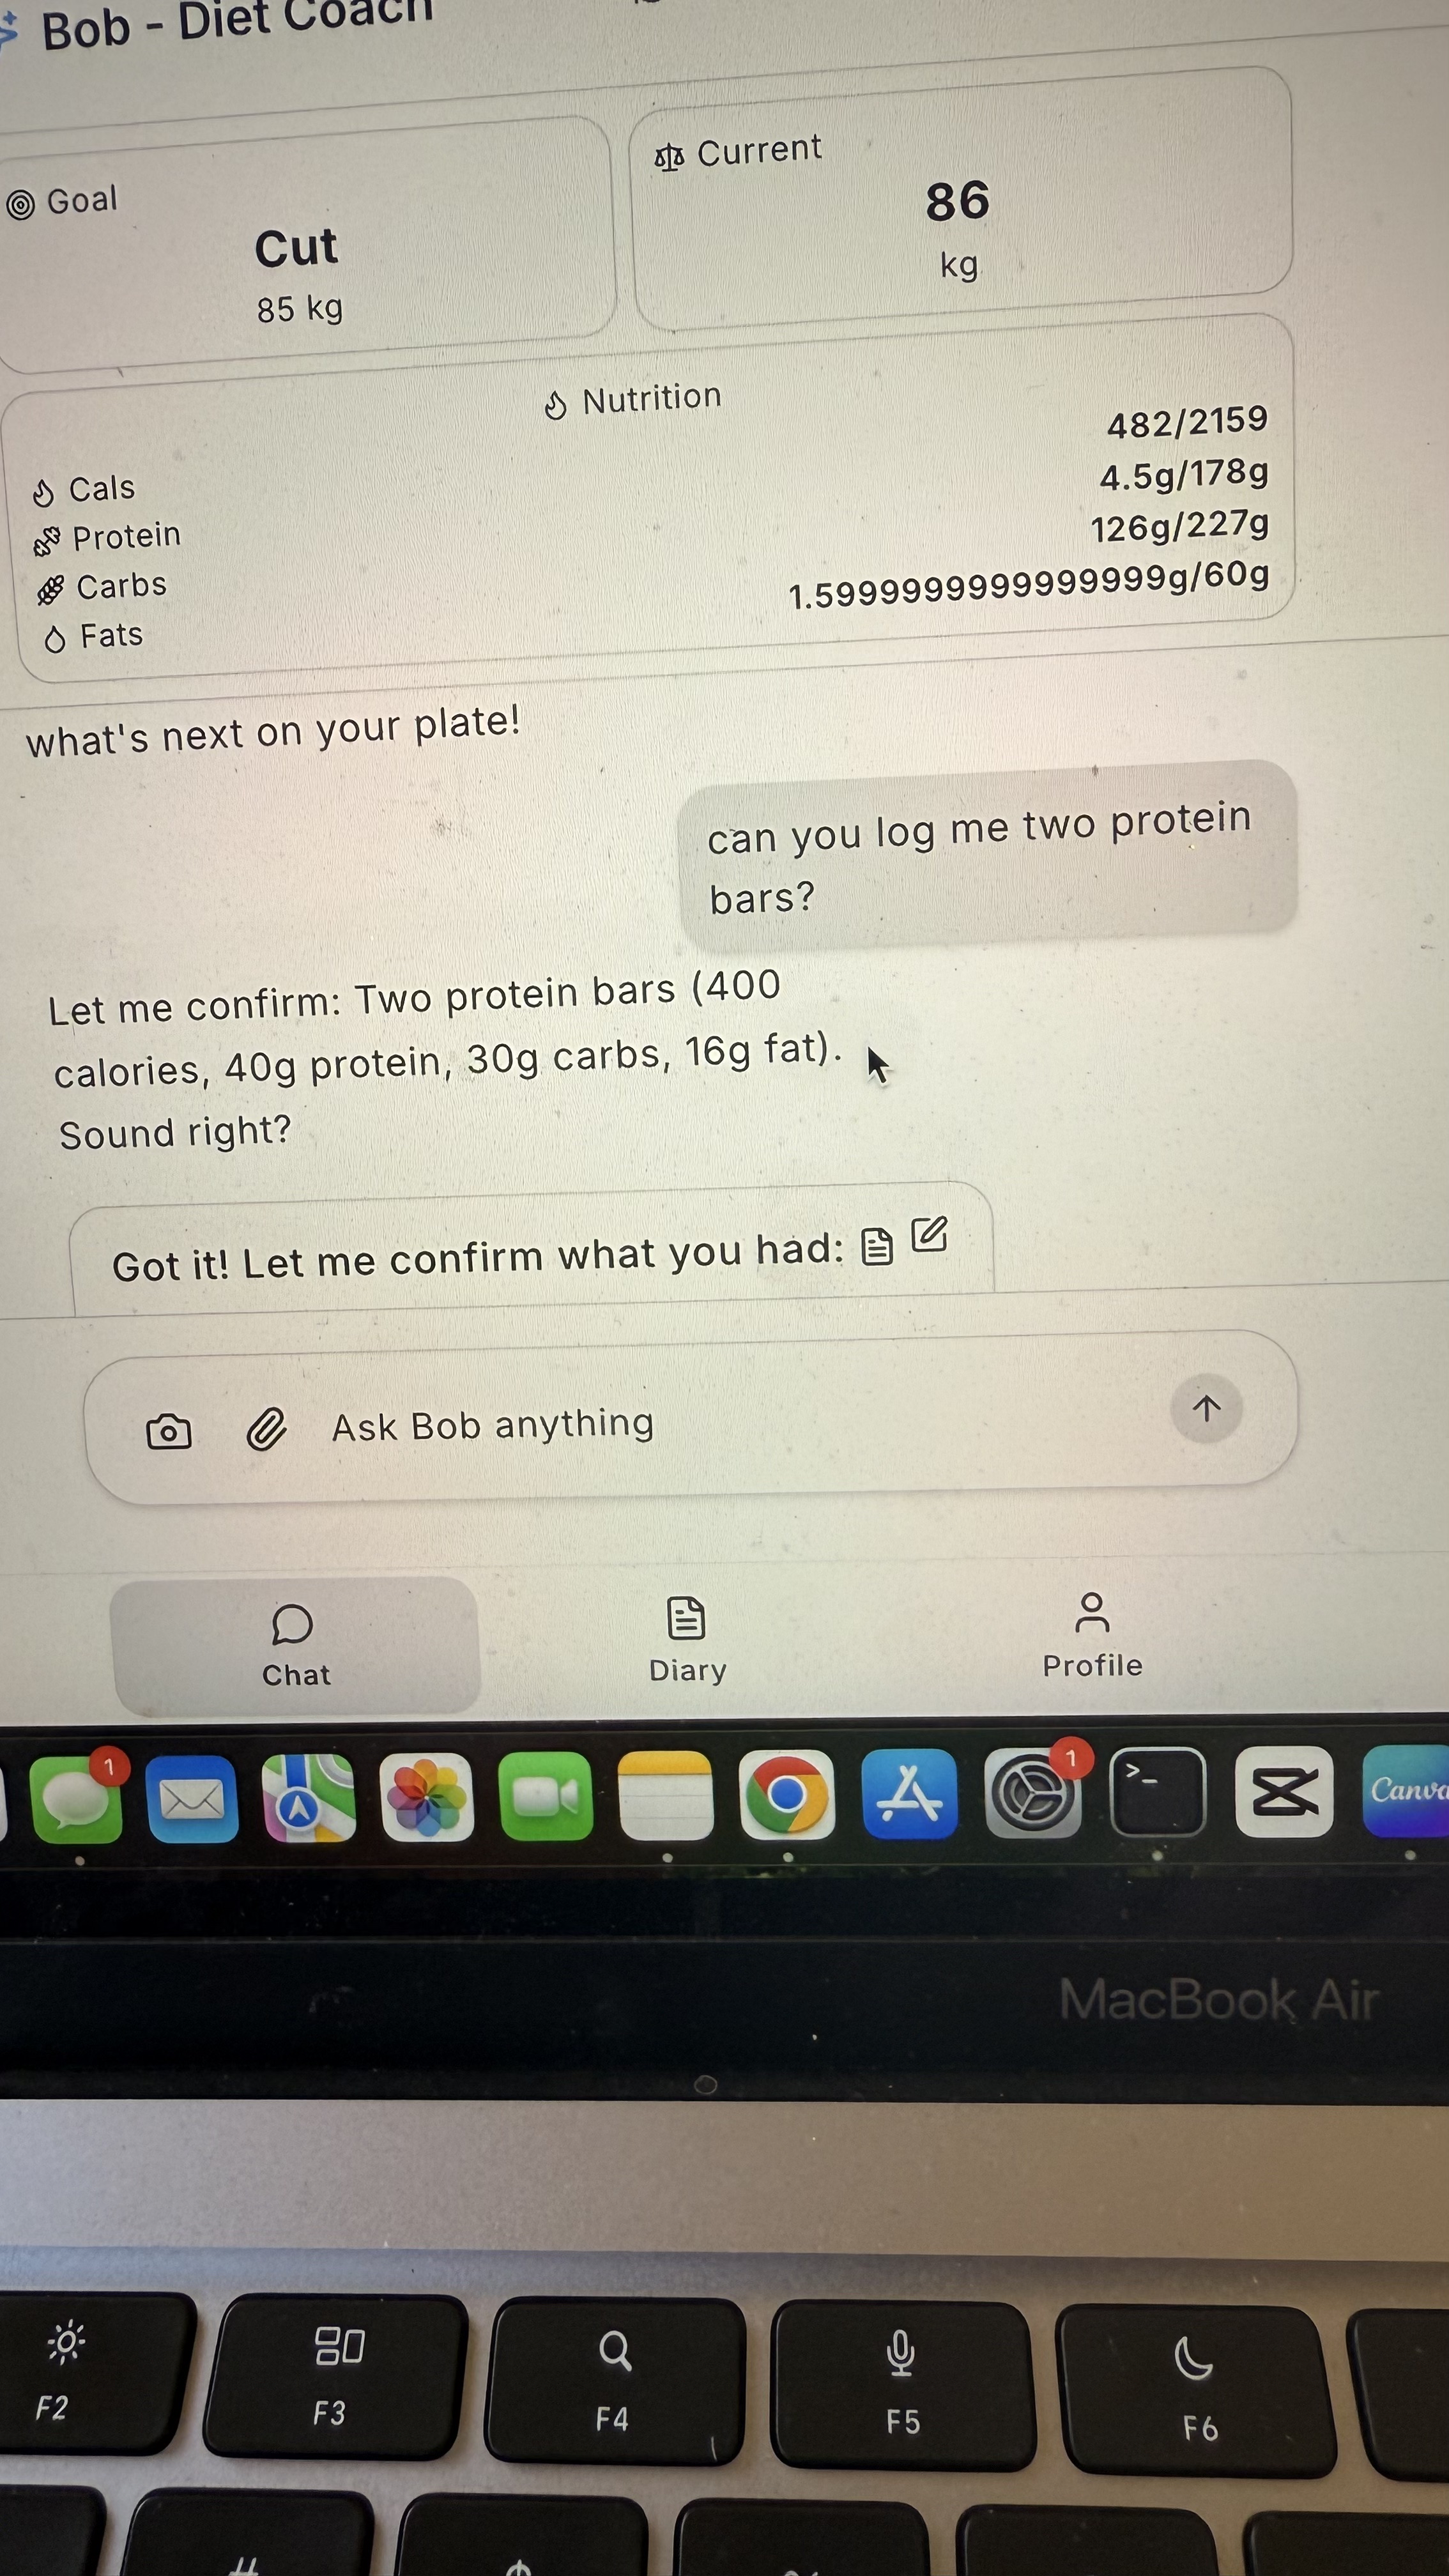 Bob - Diet Coach
Goal
Cut
85 kg
Current
86
kg
Nutrition
Cals 482/2159
Protein 4.5g/178g
Carbs 126g/227g
Fats 1.5999999999999999g/60g
what's next on your plate!
can you log me two protein
bars?
Let me confirm: Two protein bars (400
calories, 40g protein, 30g carbs, 16g fat).
Sound right?
Got it! Let me confirm what you had:
Ask Bob anything
Chat
Diary
Profile
1
1
>_
Canva
MacBook Air
F2
F3
F4
F5
F6
#